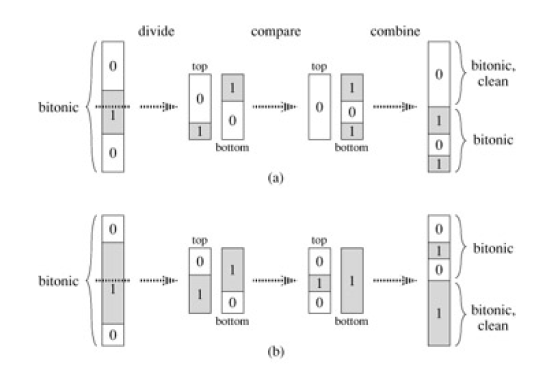 divide compare combine
top top
bitonic 0 1 0 0 1 1 0 0 1 0 1 0 1 0 1 bitonic, clean
bitonic
bottom bottom
(a)
top top
bitonic 0 1 0 0 1 1 0 0 1 0 1 0 1 0 1 bitonic
bitonic, clean
bottom bottom
(b)